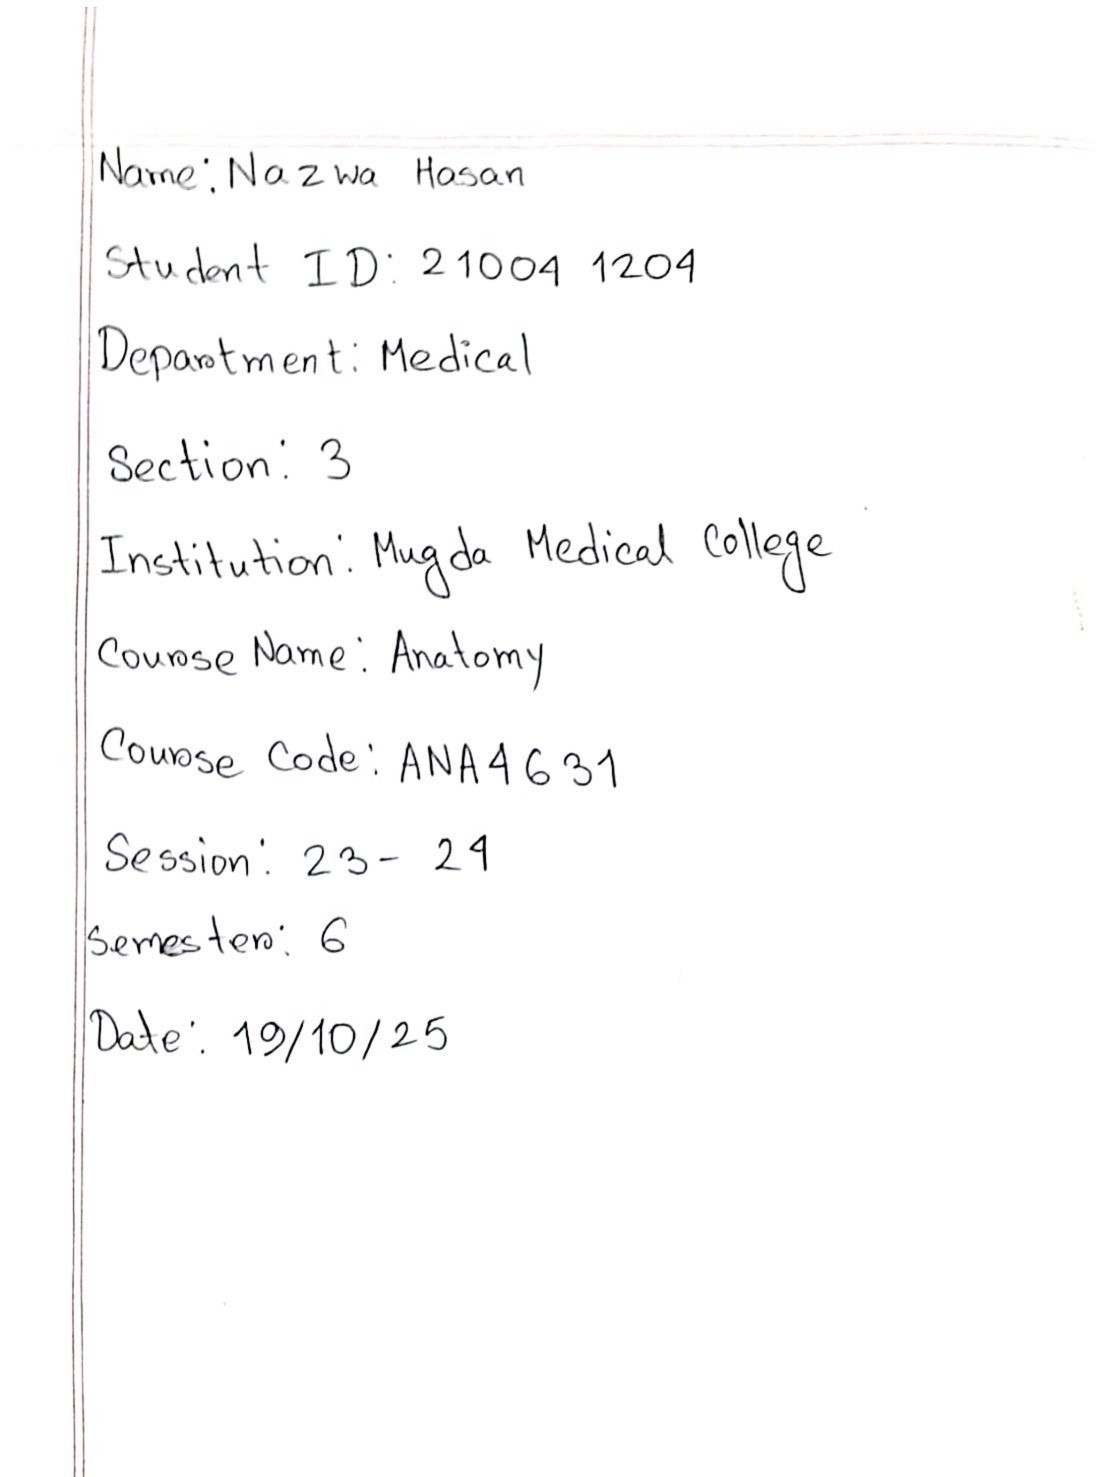 Name: Nazwa Hasan
Student ID: 21004 1204
Department: Medical
Section: 3
Institution: Mugda Medical College
Course Name: Anatomy
Course Code: ANA4631
Session: 23- 24
Semester: 6
Date: 19/10/25